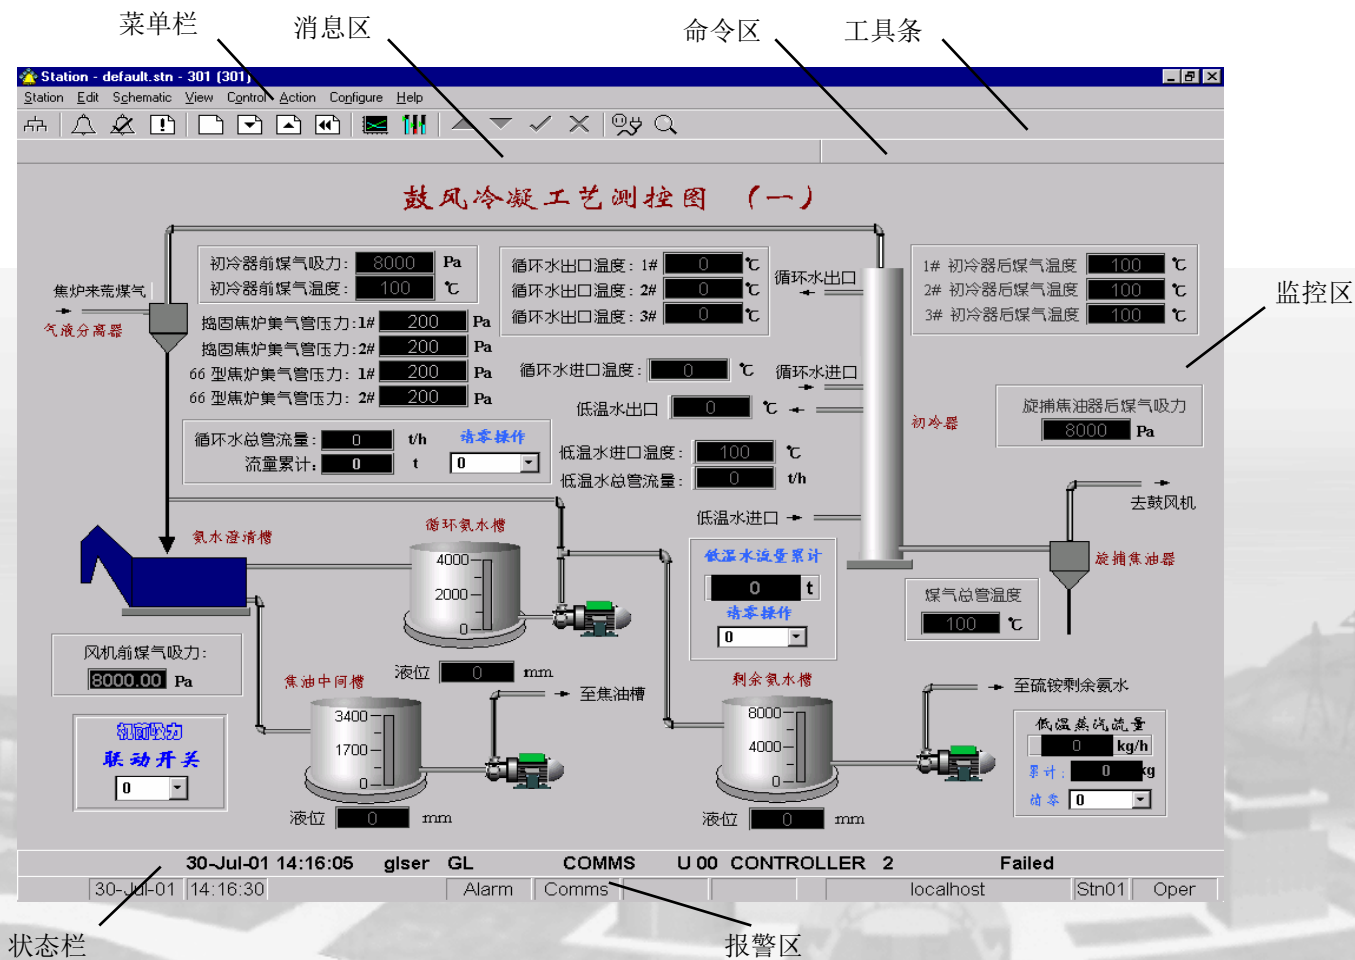 菜单栏 消息区 命令区 工具条
Station - default.stn - 301 (301)
Station Edit Schematic View Control Action Configure Help
鼓风冷凝工艺测控图 (一)
初冷器前煤气吸力: 8000 Pa
初冷器前煤气温度: 100 ℃
循环水出口温度: 1# 0 ℃
循环水出口温度: 2# 0 ℃
循环水出口温度: 3# 0 ℃
循环水出口
1# 初冷器后煤气温度 100 ℃
2# 初冷器后煤气温度 100 ℃
3# 初冷器后煤气温度 100 ℃
监控区
焦炉来荒煤气
气液分离器
捣固焦炉集气管压力:1# 200 Pa
捣固焦炉集气管压力:2# 200 Pa
66 型焦炉集气管压力: 1# 200 Pa
66 型焦炉集气管压力: 2# 200 Pa
循环水进口温度: 0 ℃
循环水进口
低温水出口 0 ℃
初冷器
旋捕焦油器后煤气吸力
8000 Pa
循环水总管流量: 0 t/h
流量累计: 0 t
清零操作
0
低温水进口温度: 100 ℃
低温水总管流量: 0 t/h
低温水进口
去鼓风机
氨水澄清槽
循环氨水槽
4000
2000
0
低温水流量累计
0 t
清零操作
0
旋捕焦油器
煤气总管温度
100 ℃
风机前煤气吸力:
8000.00 Pa
液位 0 mm
焦油中间槽
3400
1700
0
至焦油槽
剩余氨水槽
8000
4000
0
至硫铵剩余氨水
机前吸力
联动开关
0
低温蒸汽流量
0 kg/h
累计: 0 kg
清零 0
液位 0 mm
液位 0 mm
30-Jul-01 14:16:05 glser GL COMMS U 00 CONTROLLER 2 Failed
30-Jul-01 14:16:30 Alarm Comms localhost Stn01 Oper
状态栏 报警区